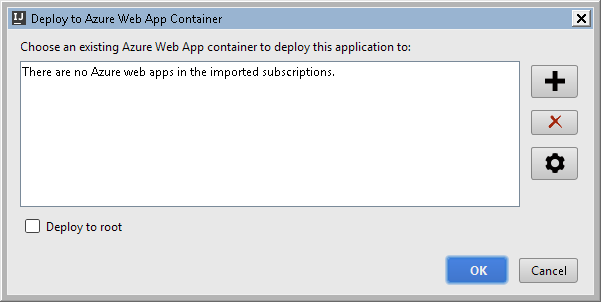 IJ Deploy to Azure Web App Container
Choose an existing Azure Web App container to deploy this application to:
There are no Azure web apps in the imported subscriptions.
Deploy to root
OK Cancel